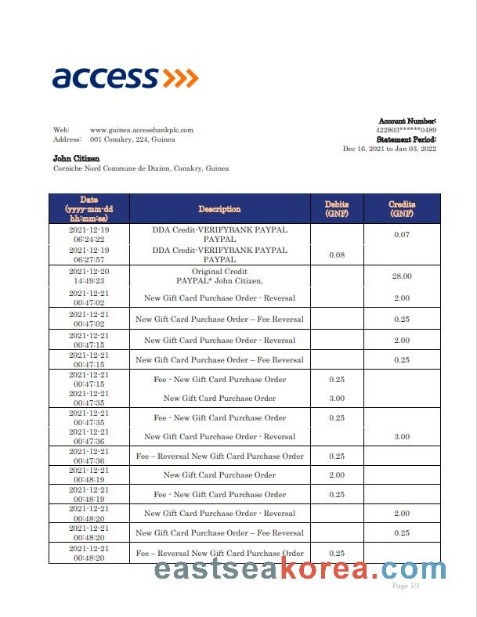 access
Account Number:
Web: www.guinea.accessbankplc.com
422803******0489
Address: 001 Conakry, 224, Guinea
Statement Period:
Dec 16, 2021 to Jan 03, 2022
John Citizen
Corniche Nord Commune de Dixinn, Conakry, Guinea
Date (yyyy-mm-dd hh:mm:ss) Description Debits (GNF) Credits (GNF)
2021-12-19 06:24:22 DDA Credit-VERIFYBANK PAYPAL PAYPAL 0.07
2021-12-19 06:27:57 DDA Credit-VERIFYBANK PAYPAL PAYPAL 0.08
2021-12-20 14:49:23 Original Credit PAYPAL* John Citizen, 28.00
2021-12-21 00:47:02 New Gift Card Purchase Order - Reversal 2.00
2021-12-21 00:47:02 New Gift Card Purchase Order – Fee Reversal 0.25
2021-12-21 00:47:15 New Gift Card Purchase Order - Reversal 2.00
2021-12-21 00:47:15 New Gift Card Purchase Order – Fee Reversal 0.25
2021-12-21 00:47:15 Fee - New Gift Card Purchase Order 0.25
2021-12-21 00:47:35 New Gift Card Purchase Order 3.00
2021-12-21 00:47:35 Fee - New Gift Card Purchase Order 0.25
2021-12-21 00:47:36 New Gift Card Purchase Order - Reversal 3.00
2021-12-21 00:47:36 Fee – Reversal New Gift Card Purchase Order 0.25
2021-12-21 00:48:19 New Gift Card Purchase Order 2.00
2021-12-21 00:48:19 Fee - New Gift Card Purchase Order 0.25
2021-12-21 00:48:20 New Gift Card Purchase Order - Reversal 2.00
2021-12-21 00:48:20 New Gift Card Purchase Order – Fee Reversal 0.25
2021-12-21 00:48:20 Fee – Reversal New Gift Card Purchase Order 0.25
eastseakorea.com
Page 1/1